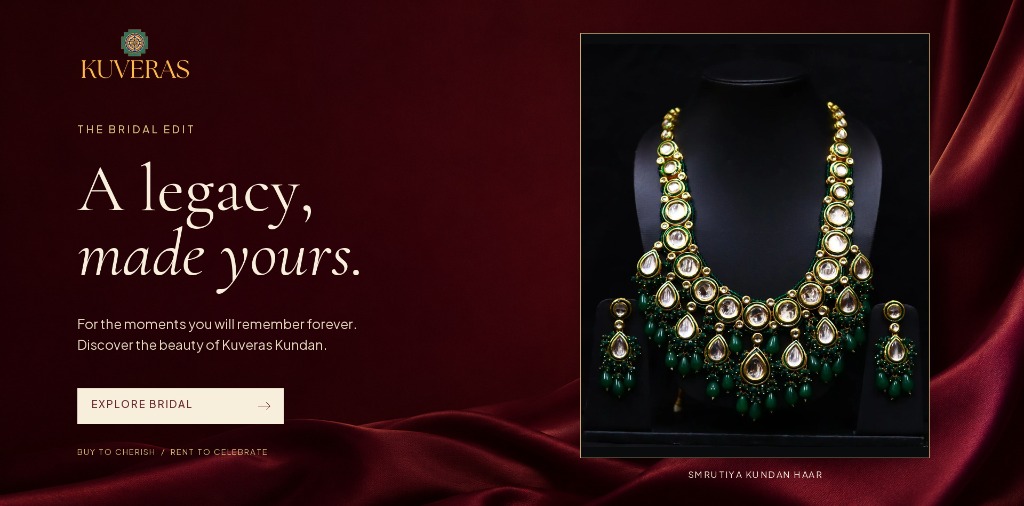 KUVERAS
THE BRIDAL EDIT
A legacy,
made yours.
For the moments you will remember forever.
Discover the beauty of Kuveras Kundan.
EXPLORE BRIDAL
BUY TO CHERISH / RENT TO CELEBRATE
SMRUTIYA KUNDAN HAAR